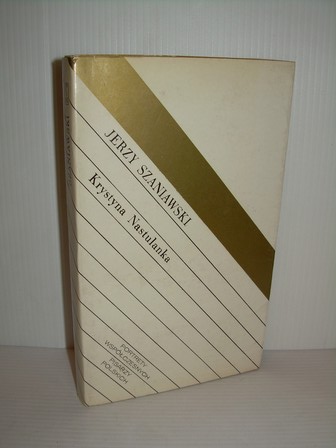 JERZY SZANIAWSKI
Krystyna Nastulanka
PORTRETY
WSPÓŁCZESNYCH
PISARZY
POLSKICH